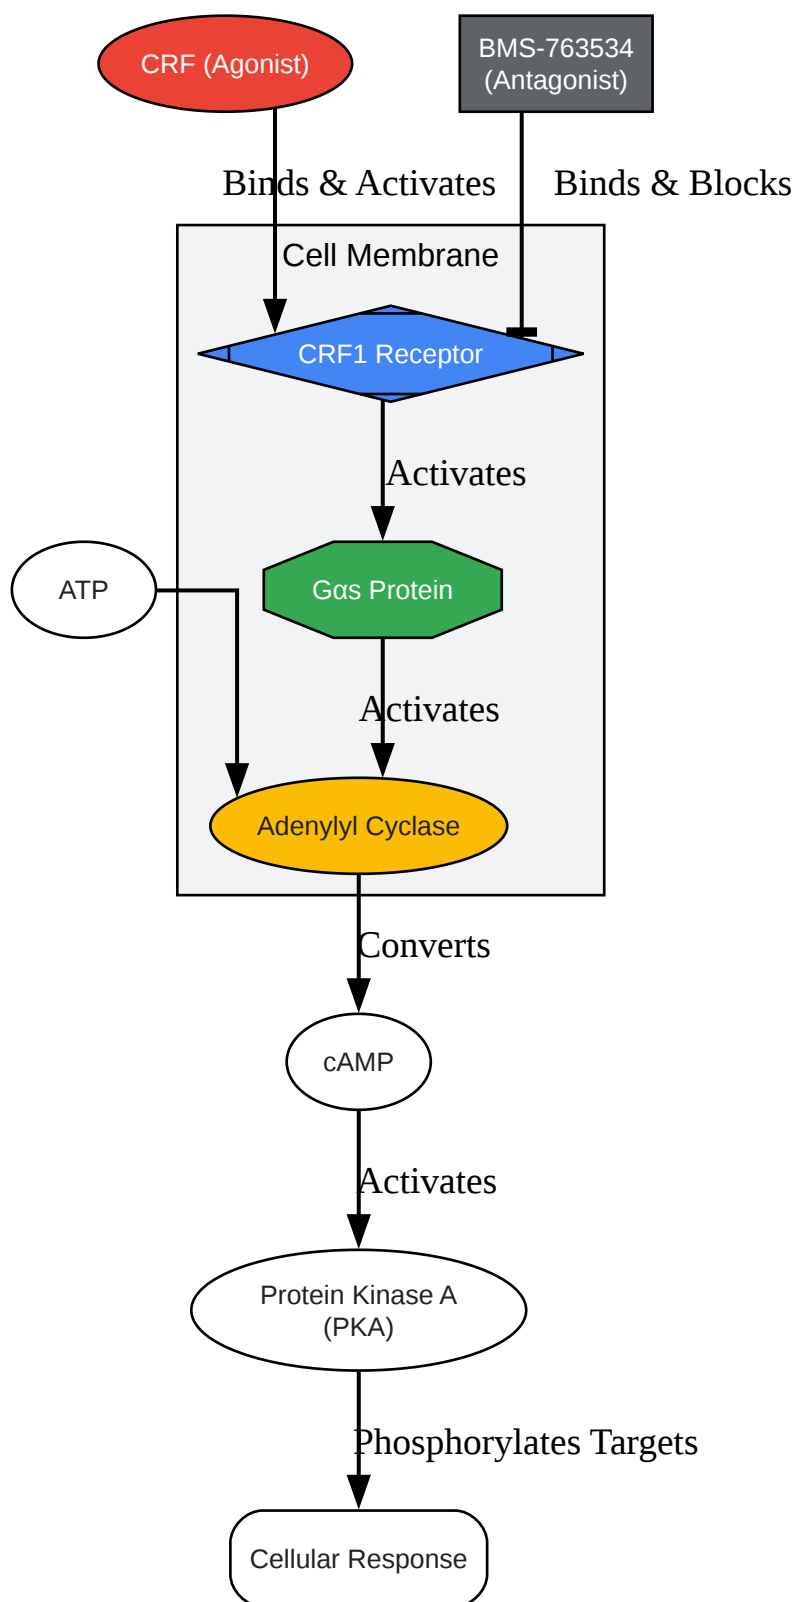 CRF (Agonist)
BMS-763534
(Antagonist)
Binds & Activates
Binds & Blocks
Cell Membrane
CRF1 Receptor
Activates
ATP
Gαs Protein
Activates
Adenylyl Cyclase
Converts
cAMP
Activates
Protein Kinase A
(PKA)
Phosphorylates Targets
Cellular Response